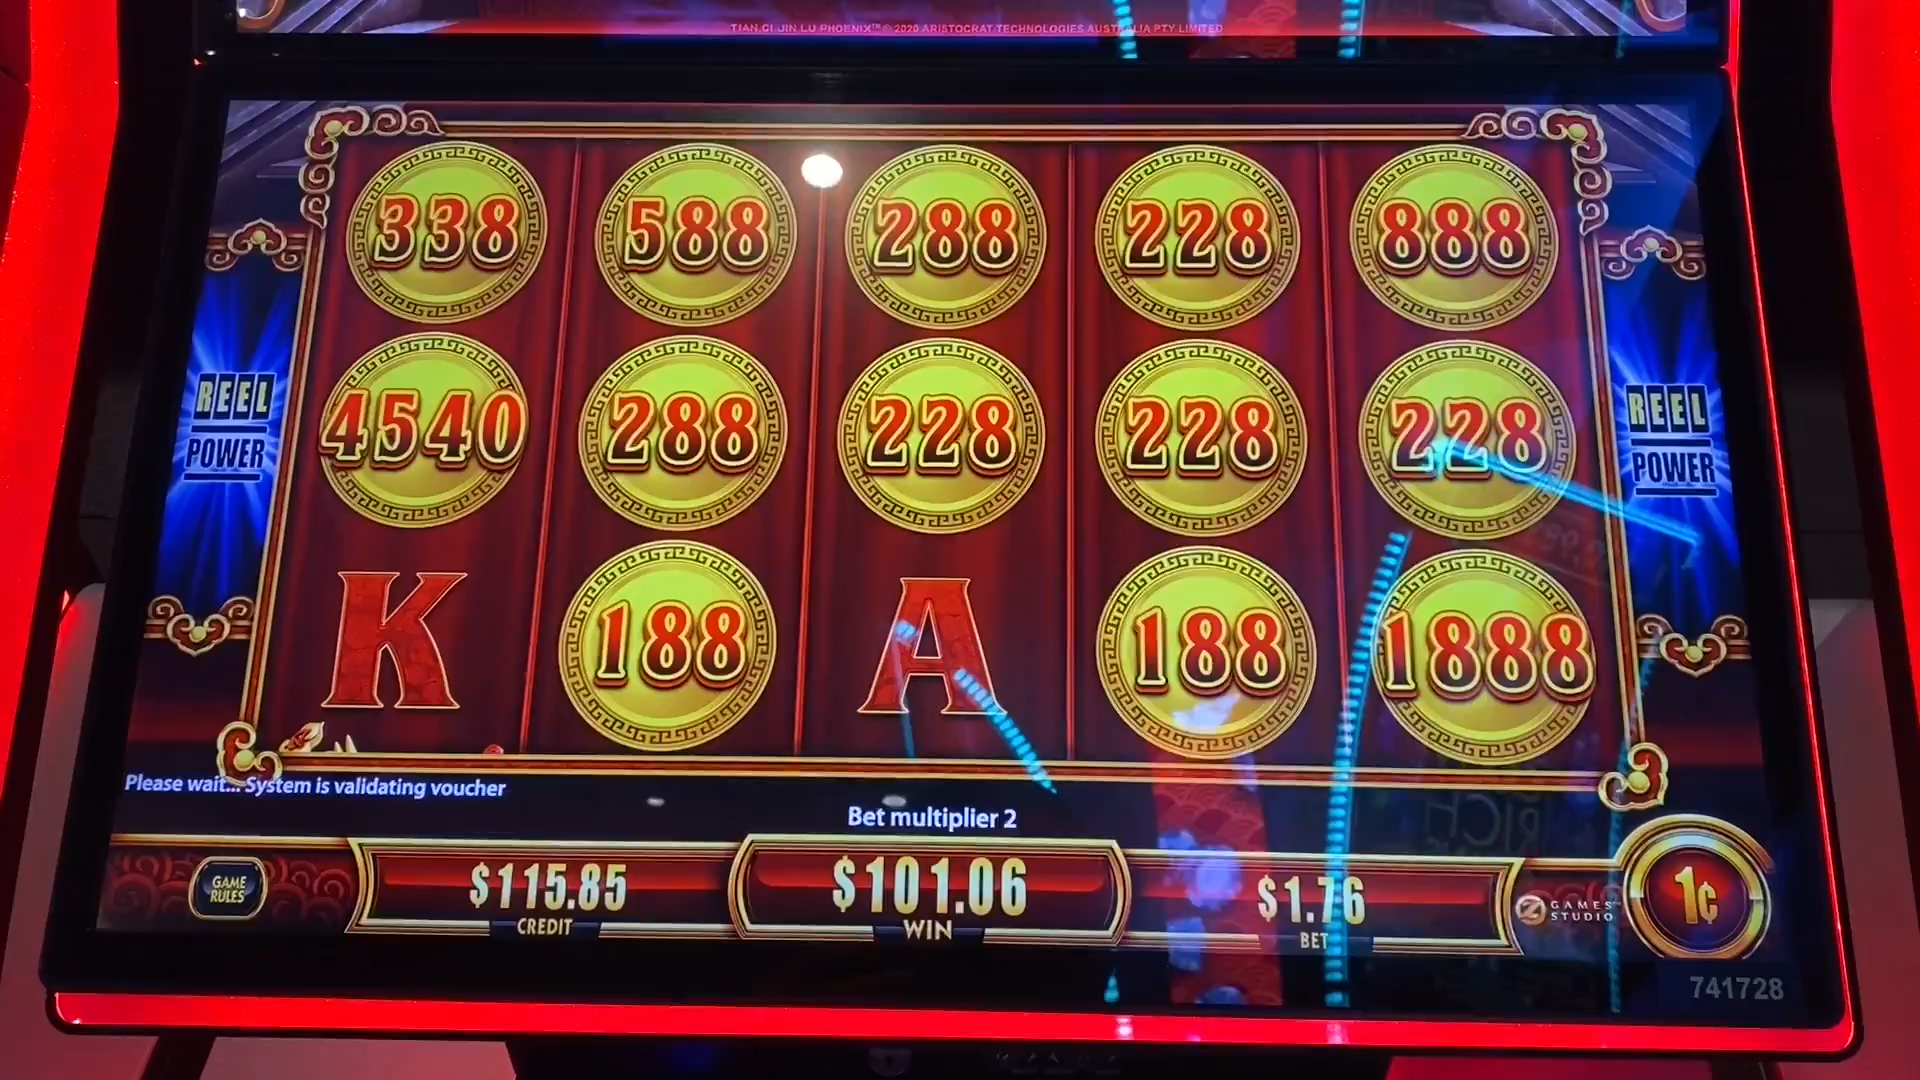 TIAN CI JIN LU PHOENIX™ © 2020 ARISTOCRAT TECHNOLOGIES AUSTRALIA PTY LIMITED
338 588 288 228 888
REEL POWER
4540 288 228 228 228
REEL POWER
K 188 A 188 1888
Please wait... System is validating voucher
Bet multiplier 2
GAME RULES
$115.85
CREDIT
$101.06
WIN
$1.76
BET
GAMES STUDIO
1¢
741728